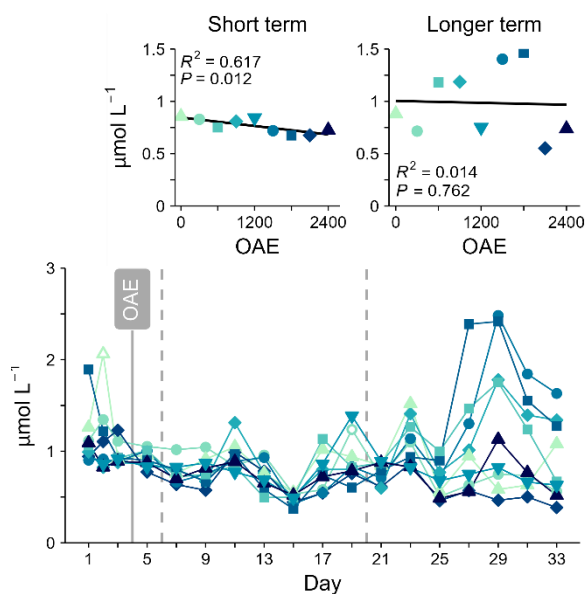 Short term
Longer term
μmol L⁻¹
1.5
1
0.5
0
R² = 0.617
P = 0.012
0
1200
2400
OAE
1.5
1
0.5
0
R² = 0.014
P = 0.762
0
1200
2400
OAE
μmol L⁻¹
3
2
1
0
OAE
1
5
9
13
17
21
25
29
33
Day